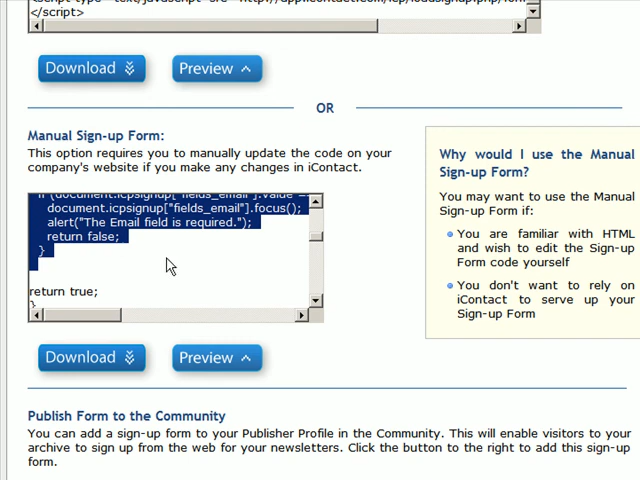 </script>
Download
Preview
OR
Manual Sign-up Form:
This option requires you to manually update the code on your
company's website if you make any changes in iContact.
document.icpsignup["fields_email"].focus();
alert("The Email field is required.");
return false;
}
return true;
}
Download
Preview
Why would I use the Manual
Sign-up Form?
You may want to use the Manual
Sign-up Form if:
You are familiar with HTML
and wish to edit the Sign-up
Form code yourself
You don't want to rely on
iContact to serve up your
Sign-up Form
Publish Form to the Community
You can add a sign-up form to your Publisher Profile in the Community. This will enable visitors to your
archive to sign up from the web for your newsletters. Click the button to the right to add this sign-up
form.